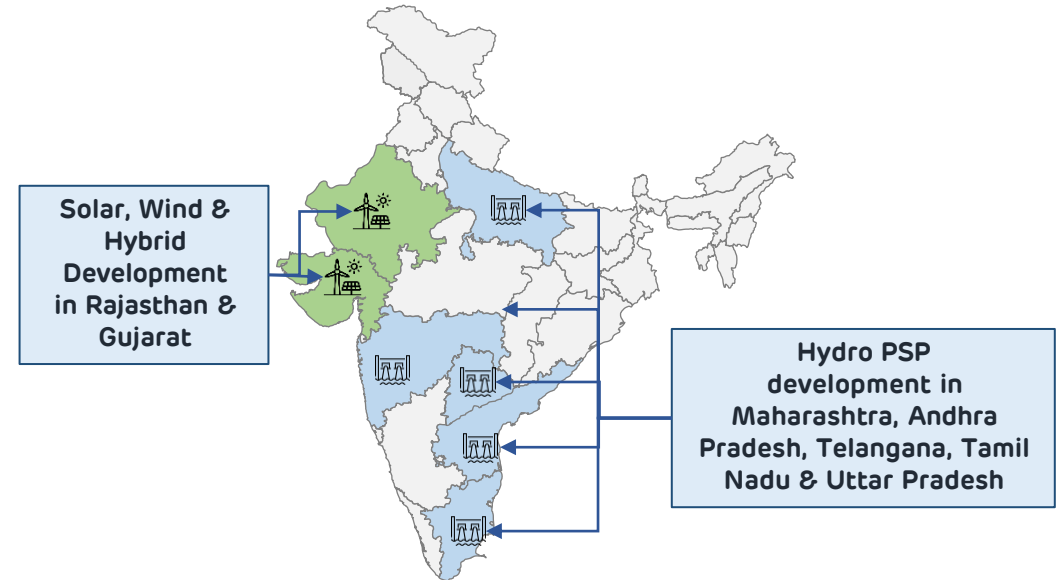 Solar, Wind &
Hybrid
Development
in Rajasthan &
Gujarat
Hydro PSP
development in
Maharashtra, Andhra
Pradesh, Telangana, Tamil
Nadu & Uttar Pradesh